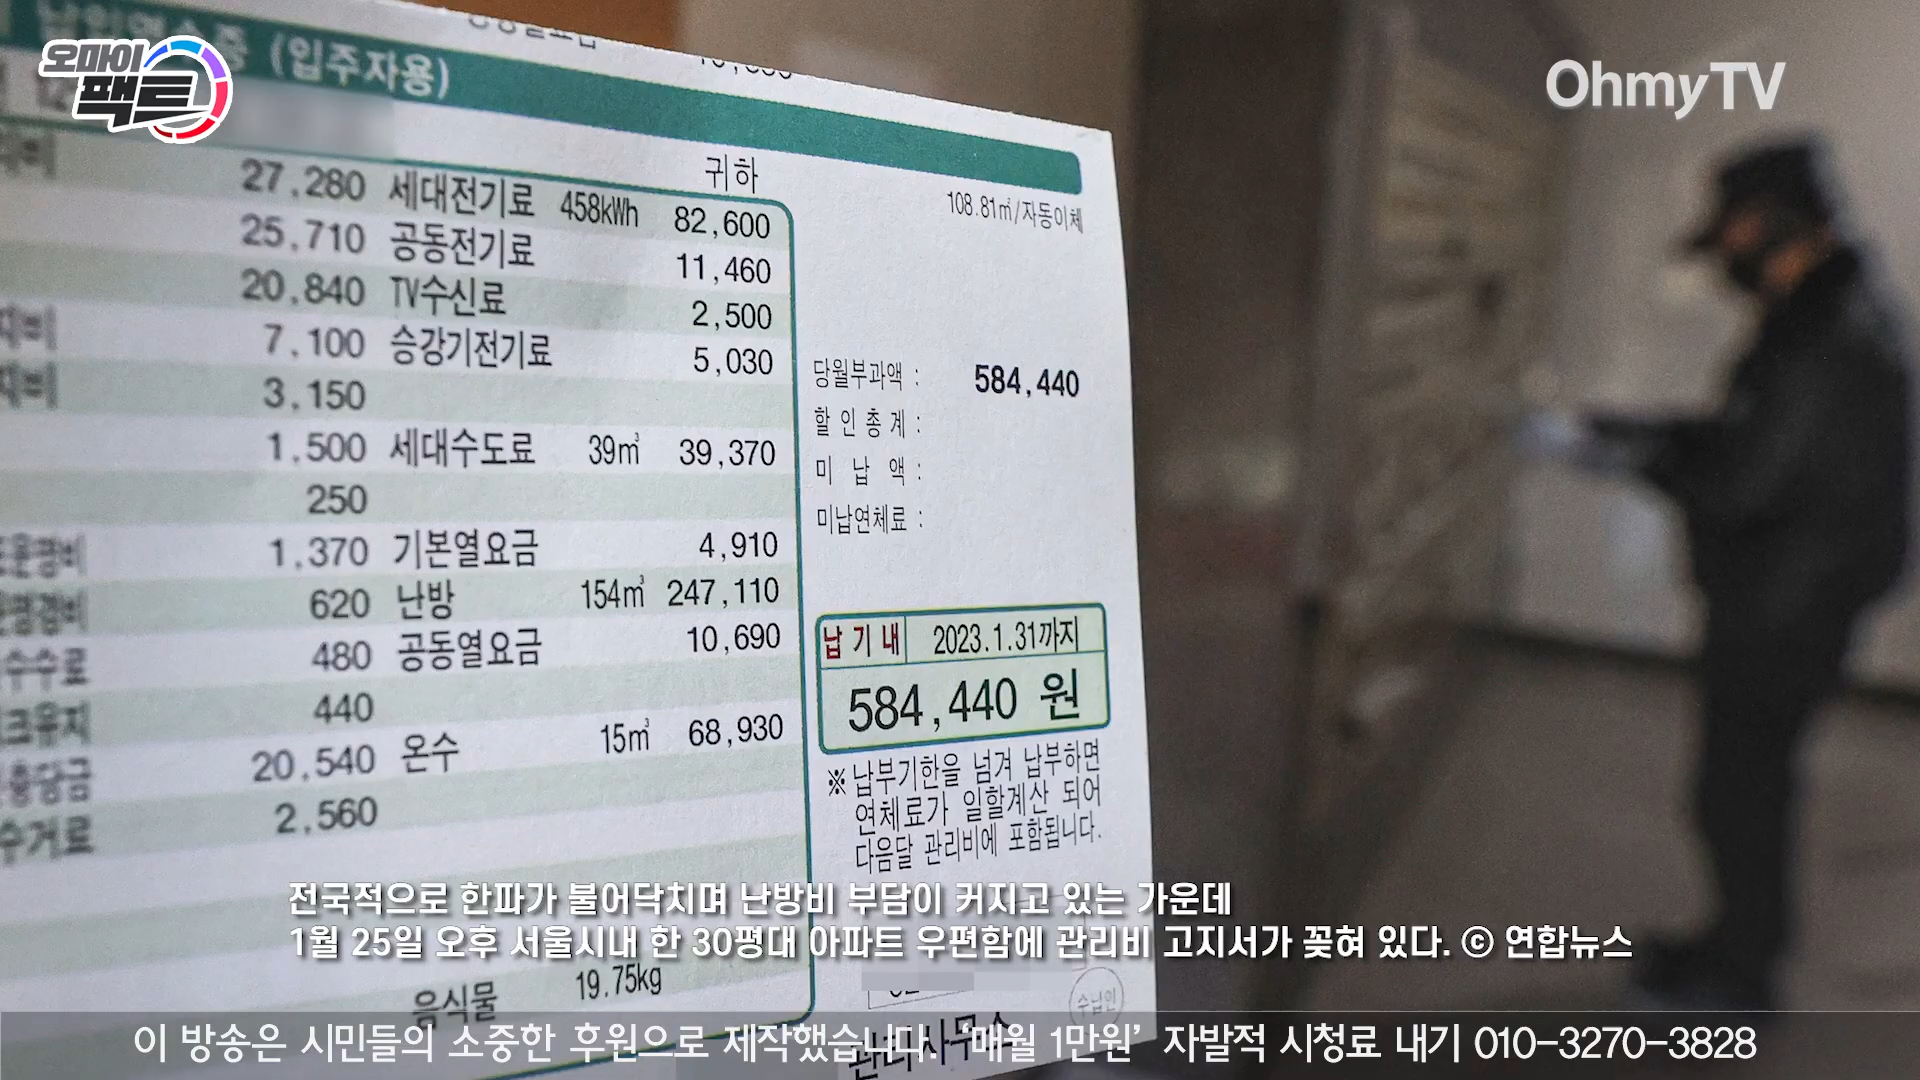 오마이
팩트
OhmyTV
(입주자용)
귀하
108.81㎡/자동이체
27,280 세대전기료 458kWh 82,600
25,710 공동전기료 11,460
20,840 TV수신료 2,500
7,100 승강기전기료 5,030
3,150
1,500 세대수도료 39㎥ 39,370
250
1,370 기본열요금 4,910
620 난방 154㎥ 247,110
480 공동열요금 10,690
440
20,540 온수 15㎥ 68,930
2,560
음식물 19.75kg
당월부과액 : 584,440
할 인 총 계 :
미 납 액 :
미납연체료 :
납 기 내 2023.1.31까지
584,440 원
※ 납부기한을 넘겨 납부하면
연체료가 일할계산 되어
다음달 관리비에 포함됩니다.
수납인
관리사무소
전국적으로 한파가 불어닥치며 난방비 부담이 커지고 있는 가운데
1월 25일 오후 서울시내 한 30평대 아파트 우편함에 관리비 고지서가 꽂혀 있다. ⓒ 연합뉴스
이 방송은 시민들의 소중한 후원으로 제작했습니다 '매월 1만원' 자발적 시청료 내기 010-3270-3828